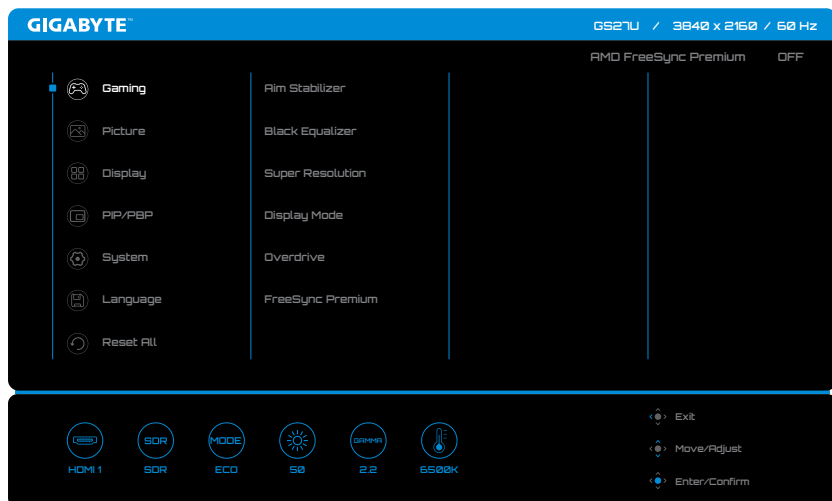 GIGABYTE™
GS27U / 3840 x 2160 / 60 Hz
AMD FreeSync Premium OFF
Gaming
Picture
Display
PIP/PBP
System
Language
Reset All
Aim Stabilizer
Black Equalizer
Super Resolution
Display Mode
Overdrive
FreeSync Premium
SDR
MODE
GAMMA
HDMI 1
SDR
ECO
50
2.2
6500K
Exit
Move/Adjust
Enter/Confirm